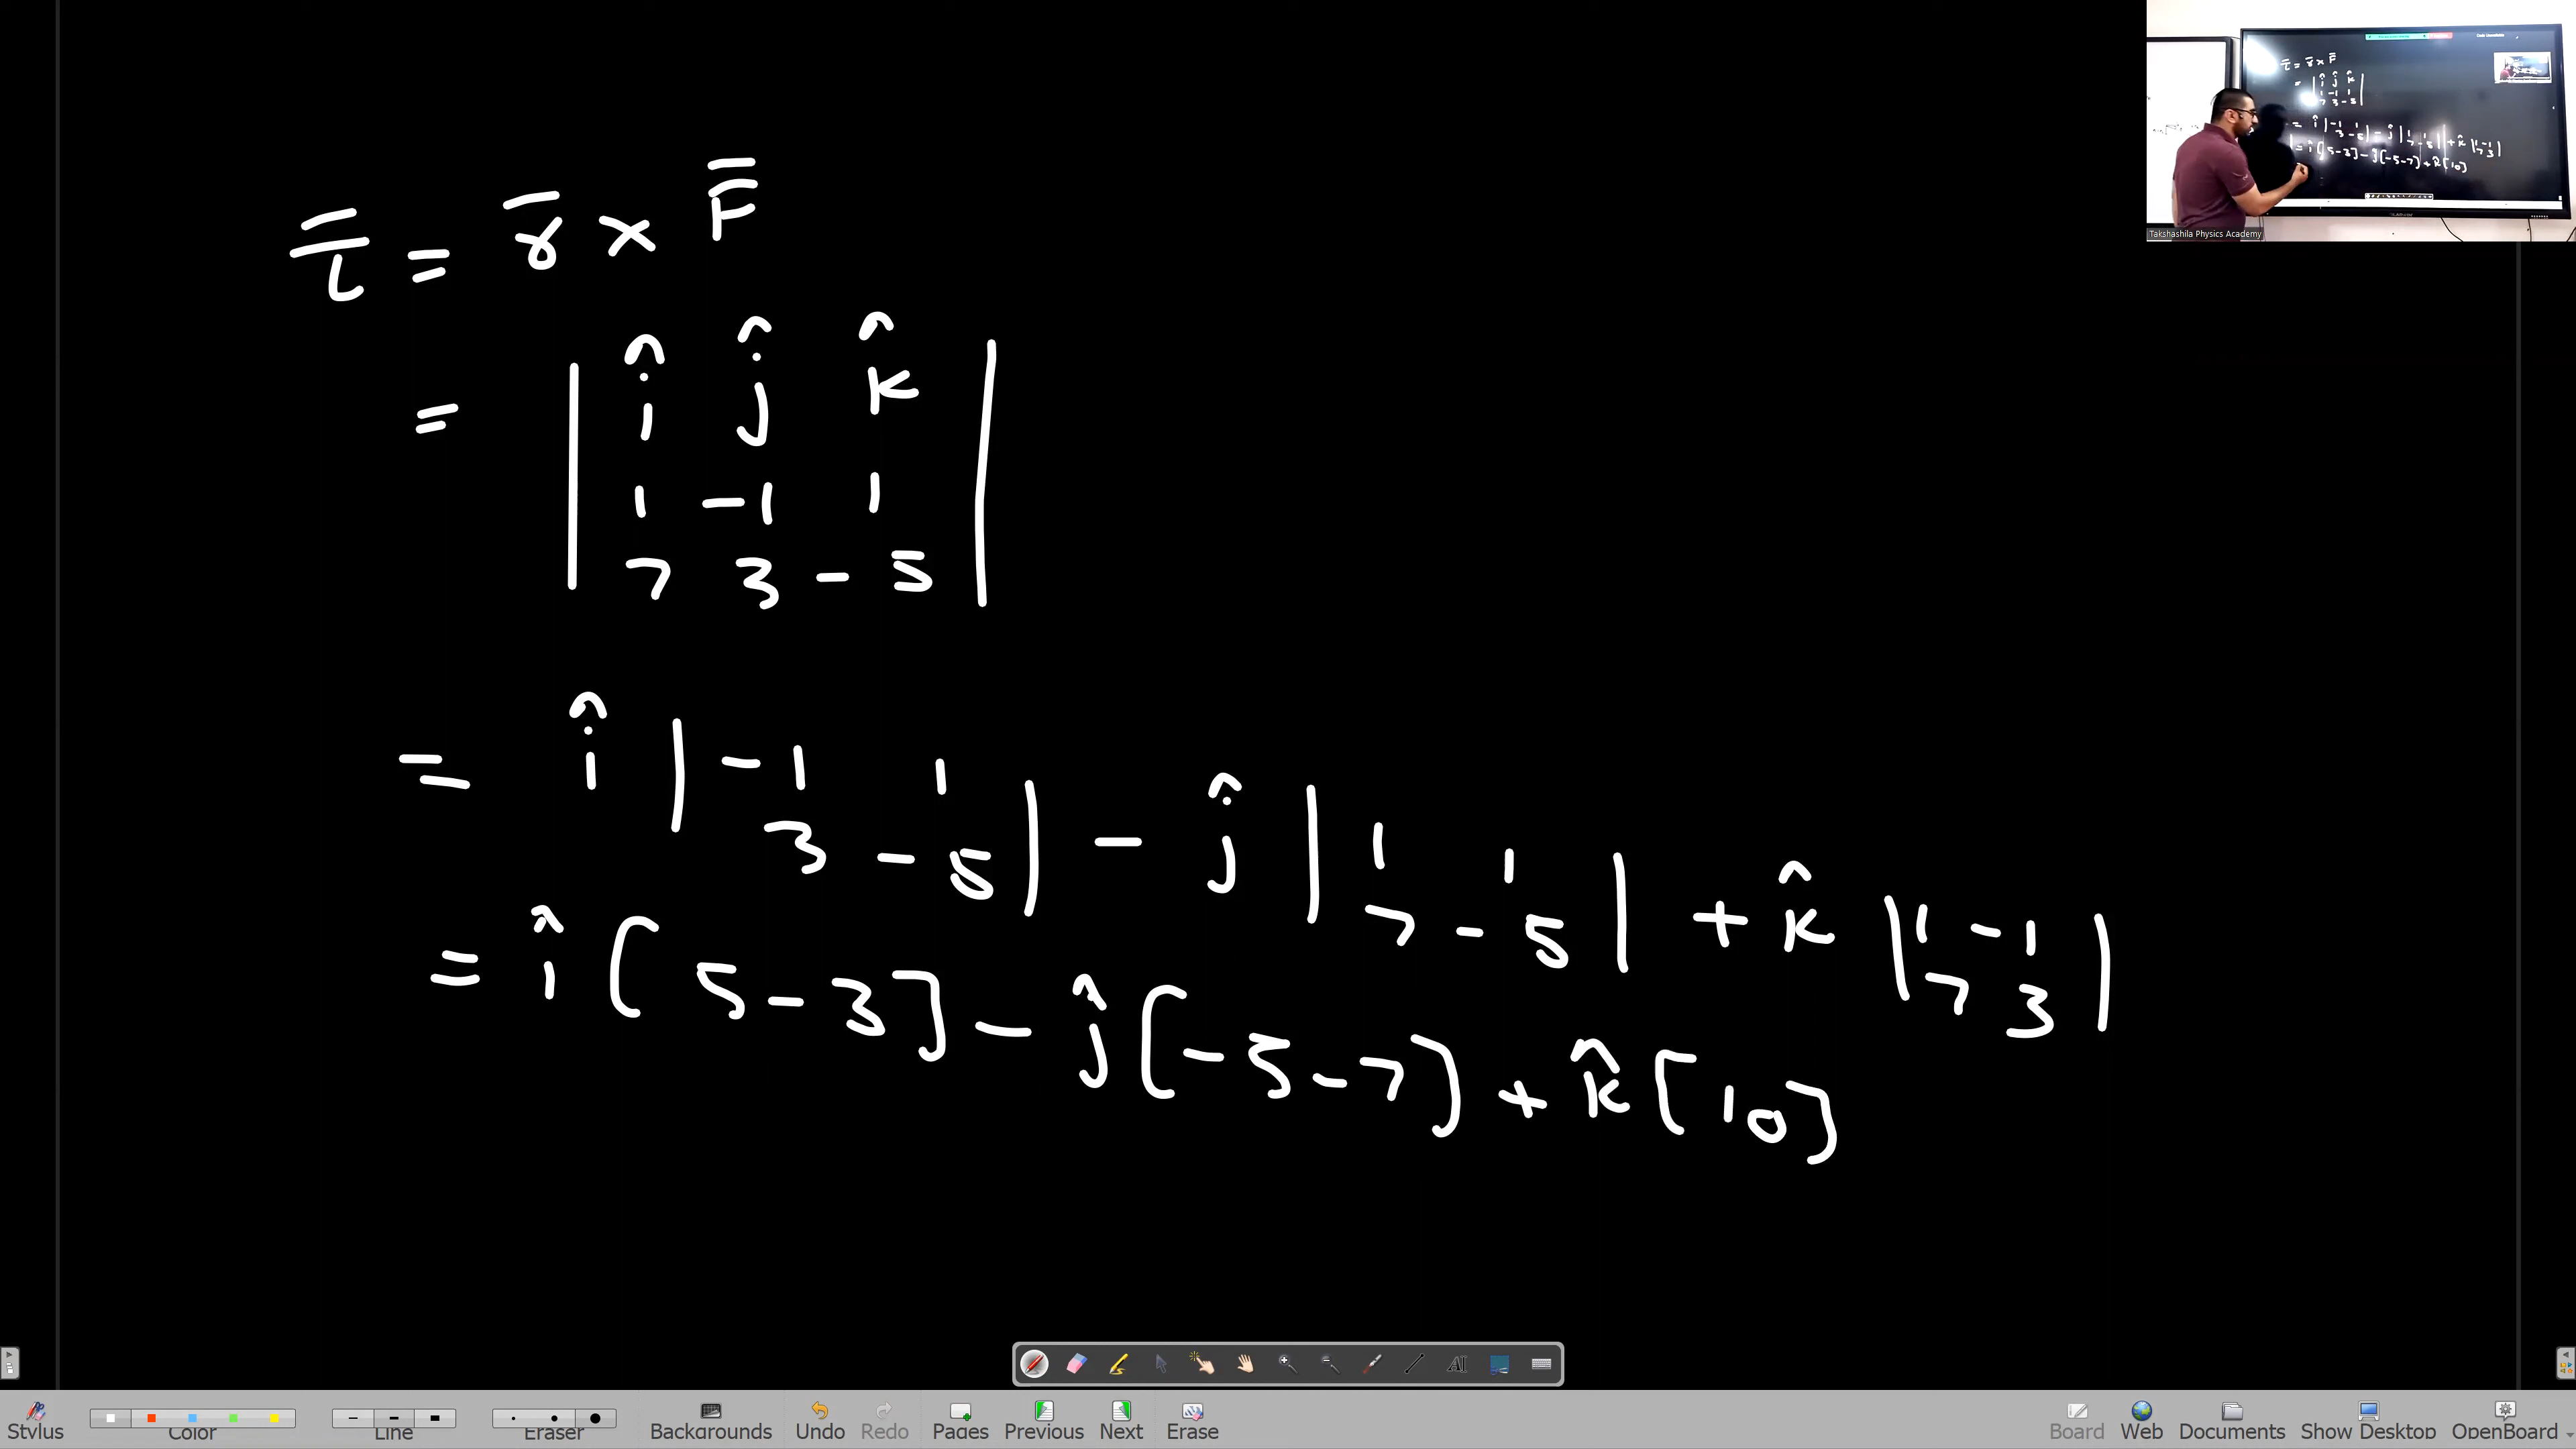 τ̄ = r̄ × F̄
= | î ĵ k̂ |
| 1 -1 1 |
| 7 3 -5 |
= î | -1 1 | - ĵ | 1 1 | + k̂ | 1 -1 |
| 3 -5 | | 7 -5 | | 7 3 |
= î [5-3] - ĵ [-5-7] + k̂ [10]
Takshashila Physics Academy
Stylus Color Line Eraser Backgrounds Undo Redo Pages Previous Next Erase Board Web Documents Show Desktop OpenBoard